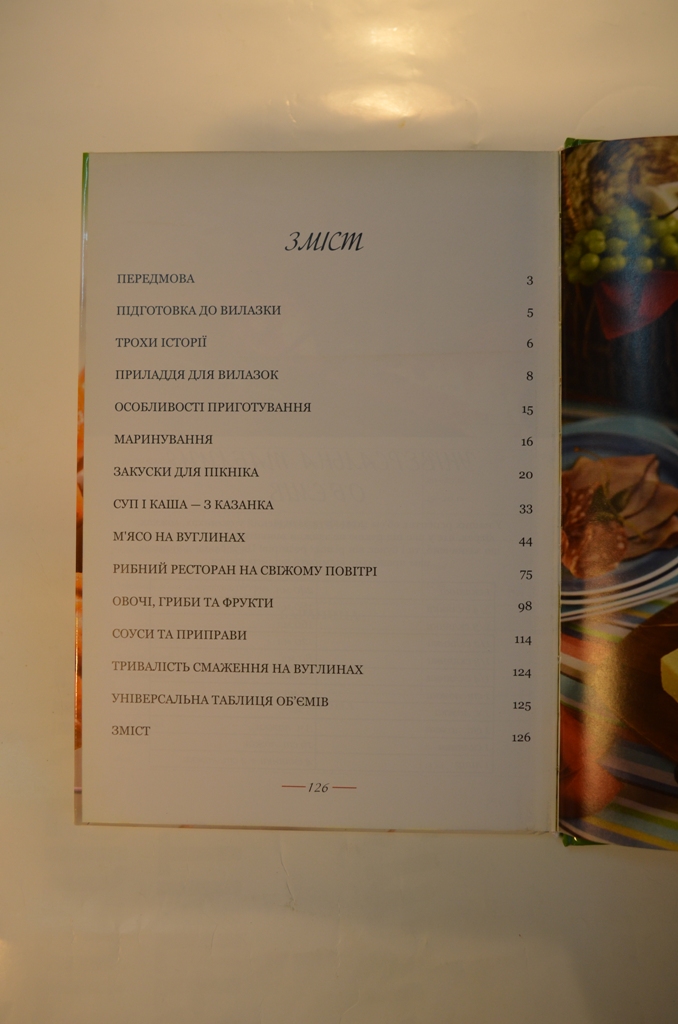 ЗМІСТ
ПЕРЕДМОВА 3
ПІДГОТОВКА ДО ВИЛАЗКИ 5
ТРОХИ ІСТОРІЇ 6
ПРИЛАДДЯ ДЛЯ ВИЛАЗОК 8
ОСОБЛИВОСТІ ПРИГОТУВАННЯ 15
МАРИНУВАННЯ 16
ЗАКУСКИ ДЛЯ ПІКНІКА 20
СУП І КАША — З КАЗАНКА 33
М'ЯСО НА ВУГЛИНАХ 44
РИБНИЙ РЕСТОРАН НА СВІЖОМУ ПОВІТРІ 75
ОВОЧІ, ГРИБИ ТА ФРУКТИ 98
СОУСИ ТА ПРИПРАВИ 114
ТРИВАЛІСТЬ СМАЖЕННЯ НА ВУГЛИНАХ 124
УНІВЕРСАЛЬНА ТАБЛИЦЯ ОБ'ЄМІВ 125
ЗМІСТ 126
— 126 —